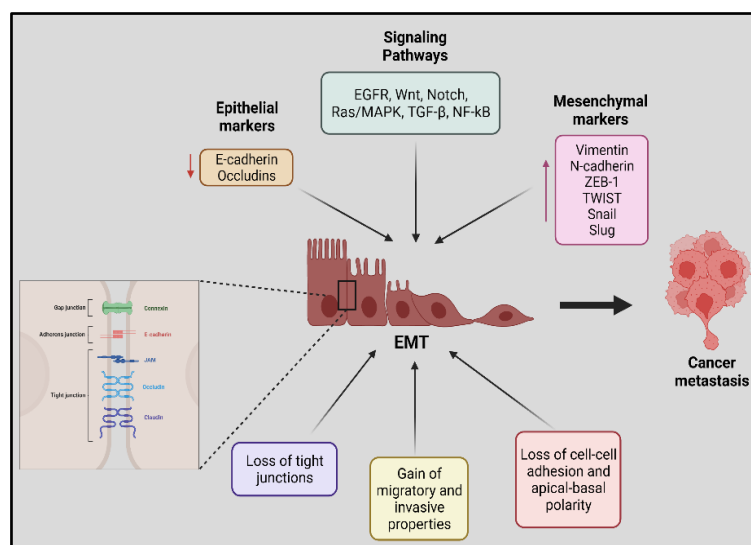 Signaling
Pathways
EGFR, Wnt, Notch,
Ras/MAPK, TGF-β, NF-kB
Epithelial
markers
E-cadherin
Occludins
Mesenchymal
markers
Vimentin
N-cadherin
ZEB-1
TWIST
Snail
Slug
Gap junction
Connexin
Adherens junction
E-cadherin
JAM
Tight junction
Occludin
Claudin
EMT
Cancer
metastasis
Loss of tight
junctions
Gain of
migratory and
invasive
properties
Loss of cell-cell
adhesion and
apical-basal
polarity